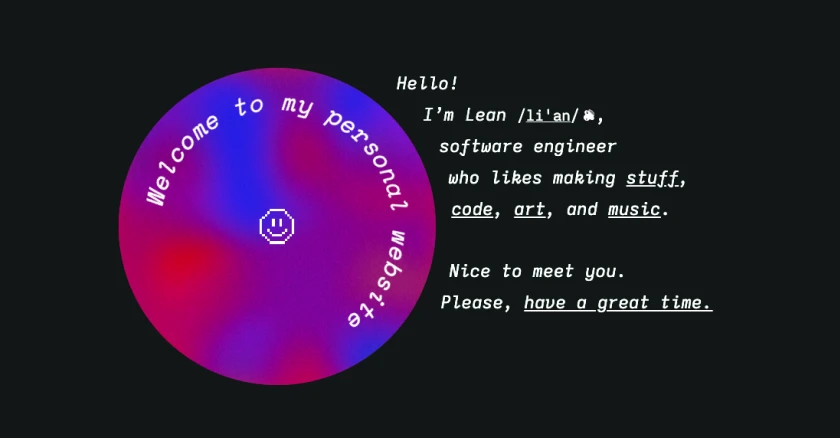 Welcome to my personal website
Hello!
I'm Lean /li'an/,
software engineer
who likes making stuff,
code, art, and music.
Nice to meet you.
Please, have a great time.